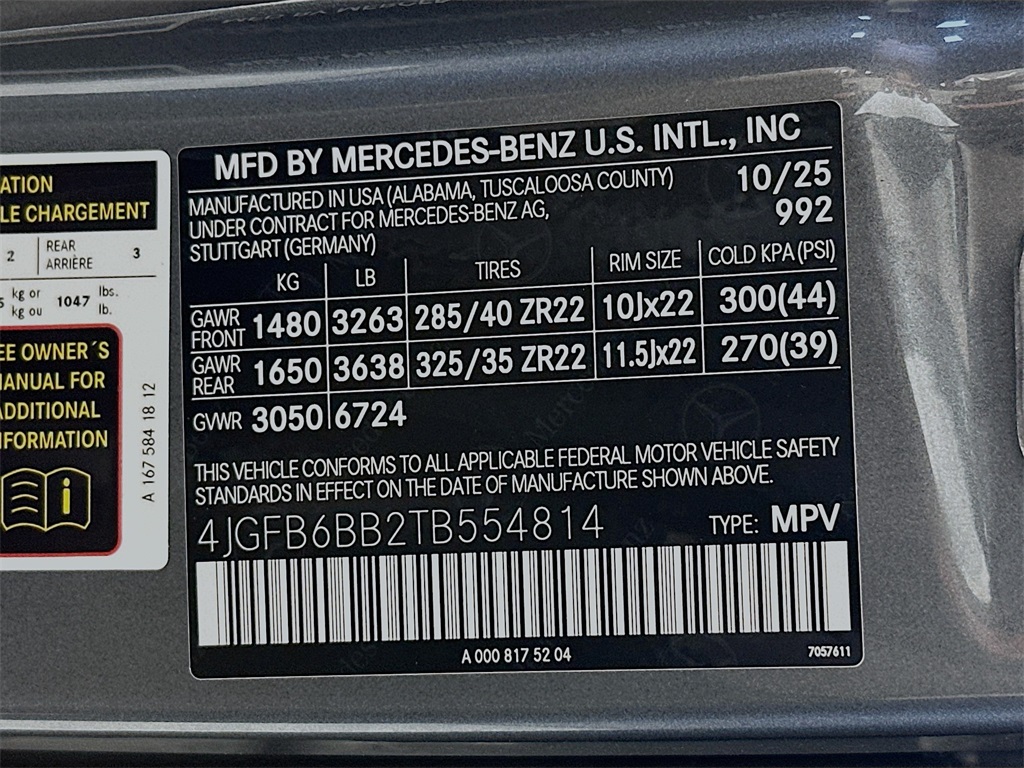 ATION
LE CHARGEMENT
2 REAR ARRIÈRE 3
5 kg or kg ou 1047 lbs. lb.
EE OWNER´S
ANUAL FOR
ADDITIONAL
NFORMATION
A 167 584 18 12
MFD BY MERCEDES-BENZ U.S. INTL., INC
MANUFACTURED IN USA (ALABAMA, TUSCALOOSA COUNTY) 10/25
UNDER CONTRACT FOR MERCEDES-BENZ AG, 992
STUTTGART (GERMANY)
KG LB TIRES RIM SIZE COLD KPA (PSI)
GAWR FRONT 1480 3263 285/40 ZR22 10Jx22 300(44)
GAWR REAR 1650 3638 325/35 ZR22 11.5Jx22 270(39)
GVWR 3050 6724
THIS VEHICLE CONFORMS TO ALL APPLICABLE FEDERAL MOTOR VEHICLE SAFETY
STANDARDS IN EFFECT ON THE DATE OF MANUFACTURE SHOWN ABOVE.
4JGFB6BB2TB554814 TYPE: MPV
A 000 817 52 04 7057611